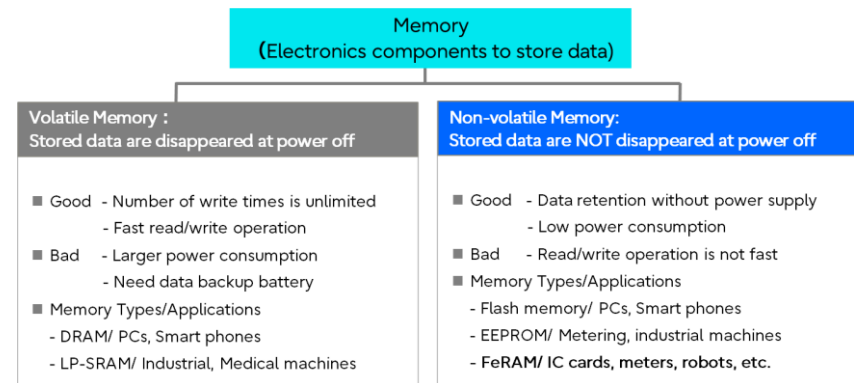 Memory
(Electronics components to store data)
Volatile Memory :
Stored data are disappeared at power off
■ Good - Number of write times is unlimited
- Fast read/write operation
■ Bad - Larger power consumption
- Need data backup battery
■ Memory Types/Applications
- DRAM/ PCs, Smart phones
- LP-SRAM/ Industrial, Medical machines
Non-volatile Memory:
Stored data are NOT disappeared at power off
■ Good - Data retention without power supply
- Low power consumption
■ Bad - Read/write operation is not fast
■ Memory Types/Applications
- Flash memory/ PCs, Smart phones
- EEPROM/ Metering, industrial machines
- FeRAM/ IC cards, meters, robots, etc.